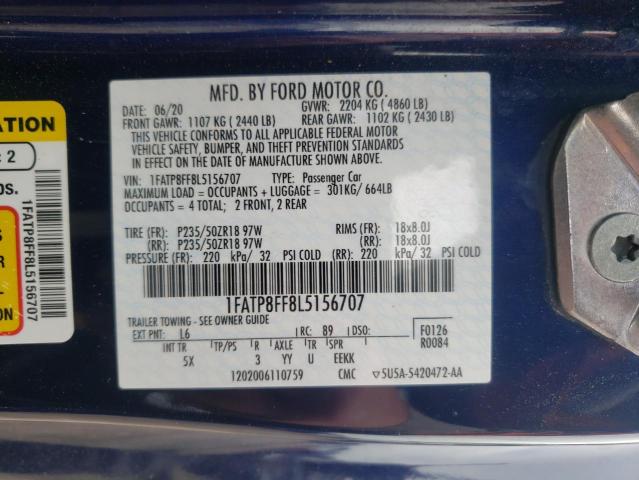 MFD. BY FORD MOTOR CO.
06/20 GVWR: 2204 KG ( 4860 LB)
FRONT GAWR: 1107 KG ( 2440 LB) REAR GAWR: 1102 KG ( 2430 LB)
THIS VEHICLE CONFORMS TO ALL APPLICABLE FEDERAL MOTOR
VEHICLE SAFETY, BUMPER, AND THEFT PREVENTION STANDARDS
IN EFFECT ON THE DATE OF MANUFACTURE SHOWN ABOVE.
VIN: 1FATP8FF8L5156707 TYPE: Passenger Car
MAXIMUM LOAD = OCCUPANTS + LUGGAGE = 301KG/ 664LB
OCCUPANTS = 4 TOTAL; 2 FRONT, 2 REAR
TIRE (FR): P235/50ZR18 97W RIMS (FR): 18x8.0J
(RR): P235/50ZR18 97W (RR): 18x8.0J
PRESSURE (FR): 220 kPa/ 32 PSI COLD (RR): 220 kPa/ 32 PSI COLD
1FATP8FF8L5156707
TRAILER TOWING - SEE OWNER GUIDE
EXT PNT: L6 RC: 89 DSO: F0126
R0084
INT TR TP/PS R AXLE TR SPR
5X 3 YY U EEKK
1202006110759 CMC ▽5U5A-5420472-AA
ATION
: 2
os.
1FATP8FF8L5156707